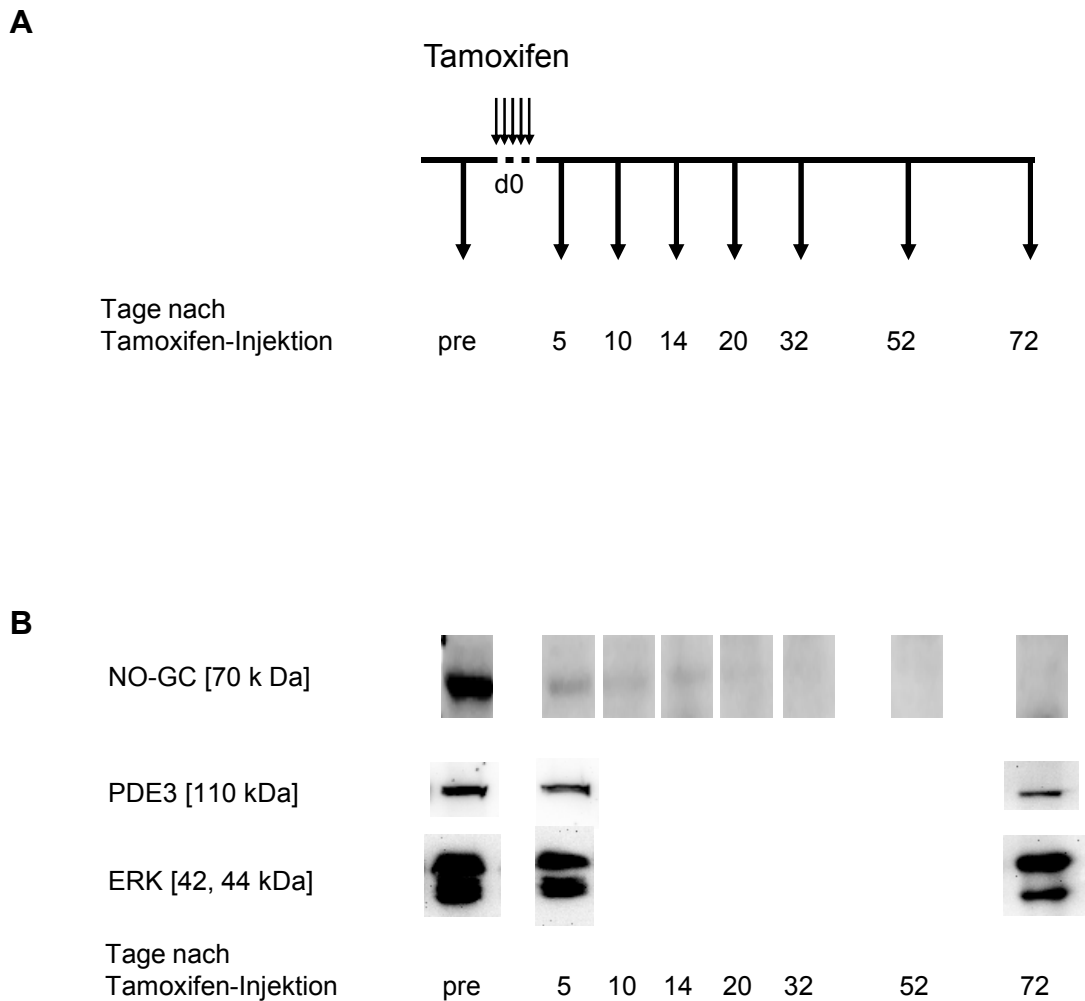 A
Tamoxifen
d0
Tage nach
Tamoxifen-Injektion pre 5 10 14 20 32 52 72
B
NO-GC [70 k Da]
PDE3 [110 kDa]
ERK [42, 44 kDa]
Tage nach
Tamoxifen-Injektion pre 5 10 14 20 32 52 72